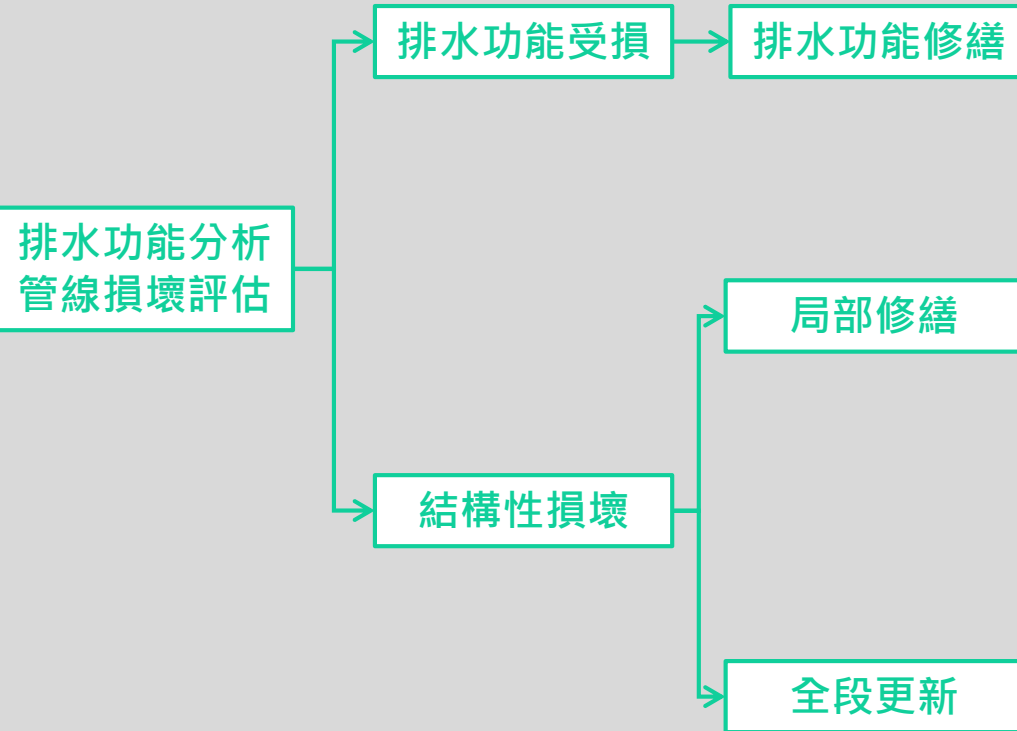 排水功能受損
排水功能修繕
排水功能分析
管線損壞評估
局部修繕
結構性損壞
全段更新